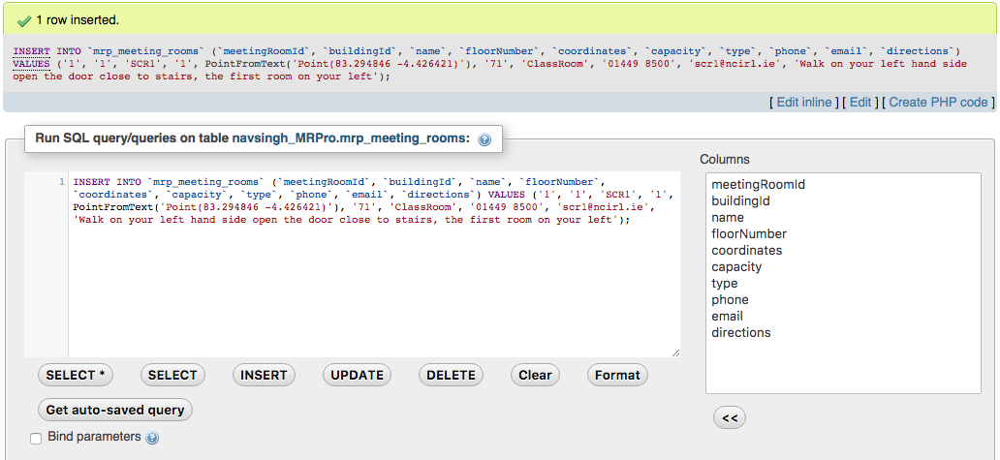 1 row inserted.
INSERT INTO `mrp_meeting_rooms` (`meetingRoomId`, `buildingId`, `name`, `floorNumber`, `coordinates`, `capacity`, `type`, `phone`, `email`, `directions`)
VALUES ('1', '1', 'SCR1', '1', PointFromText('Point(83.294846 -4.426421)'), '71', 'ClassRoom', '01449 8500', 'scr1@ncirl.ie', 'Walk on your left hand side
open the door close to stairs, the first room on your left');
[ Edit inline ] [ Edit ] [ Create PHP code ]
Run SQL query/queries on table navsingh_MRPro.mrp_meeting_rooms:
1 INSERT INTO `mrp_meeting_rooms` (`meetingRoomId`, `buildingId`, `name`, `floorNumber`,
`coordinates`, `capacity`, `type`, `phone`, `email`, `directions`) VALUES ('1', '1', 'SCR1', '1',
PointFromText('Point(83.294846 -4.426421)'), '71', 'ClassRoom', '01449 8500', 'scr1@ncirl.ie',
'Walk on your left hand side open the door close to stairs, the first room on your left');
Columns
meetingRoomId
buildingId
name
floorNumber
coordinates
capacity
type
phone
email
directions
SELECT * SELECT INSERT UPDATE DELETE Clear Format
Get auto-saved query
<<
Bind parameters